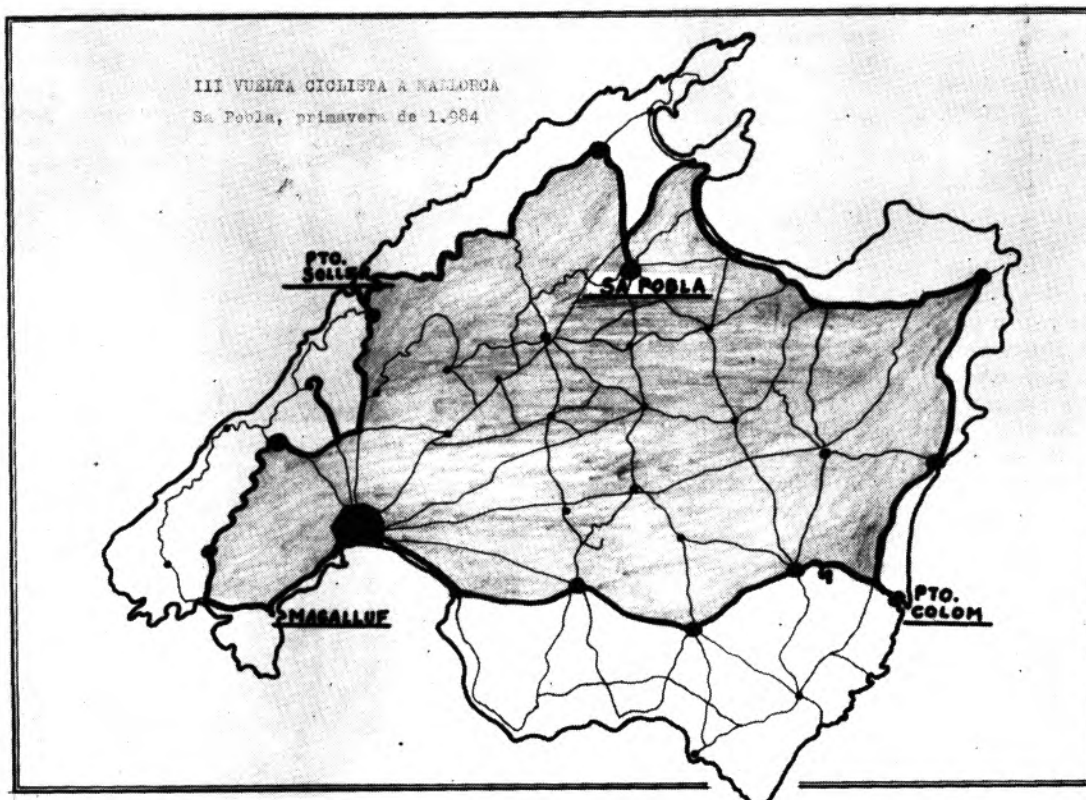 III VUELTA CICLISTA A MALLORCA
Sa Pobla, primavera de 1.984
PTO.
SOLLER
SA POBLA
MAGALLUF
PTO.
COLOM